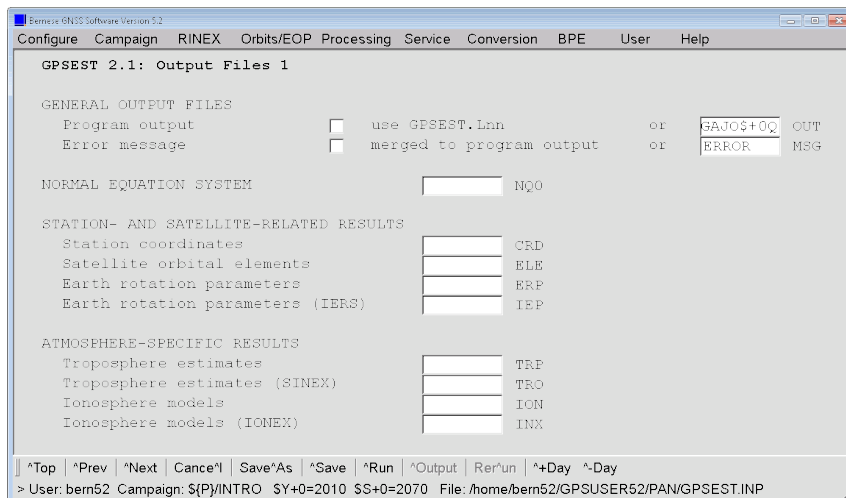 Bernese GNSS Software Version 5.2
Configure Campaign RINEX Orbits/EOP Processing Service Conversion BPE User Help
GPSEST 2.1: Output Files 1
GENERAL OUTPUT FILES
Program output use GPSEST.Lnn or GAJO$+0Q OUT
Error message merged to program output or ERROR MSG
NORMAL EQUATION SYSTEM NQ0
STATION- AND SATELLITE-RELATED RESULTS
Station coordinates CRD
Satellite orbital elements ELE
Earth rotation parameters ERP
Earth rotation parameters (IERS) IEP
ATMOSPHERE-SPECIFIC RESULTS
Troposphere estimates TRP
Troposphere estimates (SINEX) TRO
Ionosphere models ION
Ionosphere models (IONEX) INX
^Top ^Prev ^Next Cance^l Save^As ^Save ^Run ^Output Rer^un ^+Day ^-Day
> User: bern52 Campaign: ${P}/INTRO $Y+0=2010 $S+0=2070 File: /home/bern52/GPSUSER52/PAN/GPSEST.INP